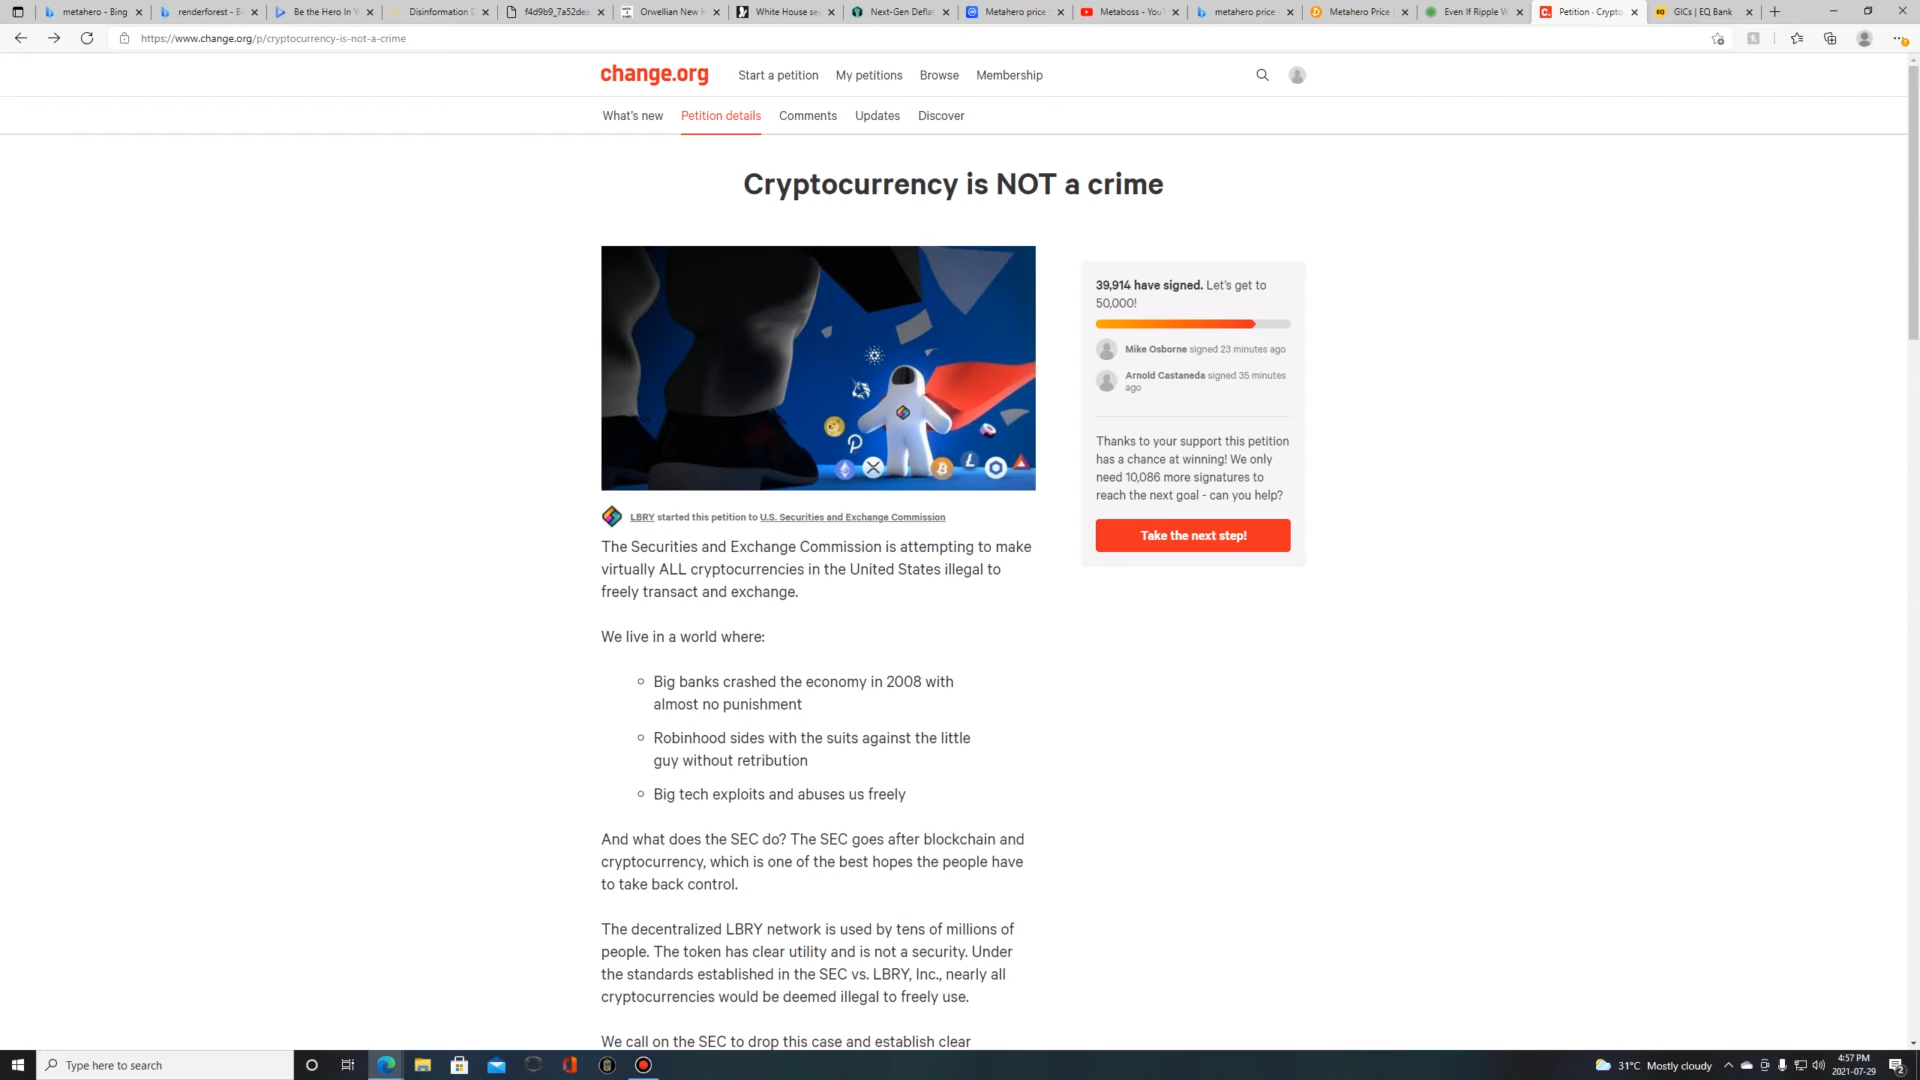 metahero - Bing
renderforest - B
Be the Hero In Y
Disinformation D
f4d9b9_7a52dea
Orwellian New H
White House se
Next-Gen Defla
Metahero price
Metaboss - YouT
metahero price
Metahero Price
Even If Ripple W
Petition · Crypto
GICs | EQ Bank
https://www.change.org/p/cryptocurrency-is-not-a-crime
change.org
Start a petition
My petitions
Browse
Membership
What's new
Petition details
Comments
Updates
Discover
Cryptocurrency is NOT a crime
39,914 have signed. Let's get to
50,000!
Mike Osborne signed 23 minutes ago
Arnold Castaneda signed 35 minutes
ago
Thanks to your support this petition
has a chance at winning! We only
need 10,086 more signatures to
reach the next goal - can you help?
Take the next step!
LBRY started this petition to U.S. Securities and Exchange Commission
The Securities and Exchange Commission is attempting to make
virtually ALL cryptocurrencies in the United States illegal to
freely transact and exchange.
We live in a world where:
Big banks crashed the economy in 2008 with
almost no punishment
Robinhood sides with the suits against the little
guy without retribution
Big tech exploits and abuses us freely
And what does the SEC do? The SEC goes after blockchain and
cryptocurrency, which is one of the best hopes the people have
to take back control.
The decentralized LBRY network is used by tens of millions of
people. The token has clear utility and is not a security. Under
the standards established in the SEC vs. LBRY, Inc., nearly all
cryptocurrencies would be deemed illegal to freely use.
We call on the SEC to drop this case and establish clear
Type here to search
31°C Mostly cloudy
4:57 PM
2021-07-29